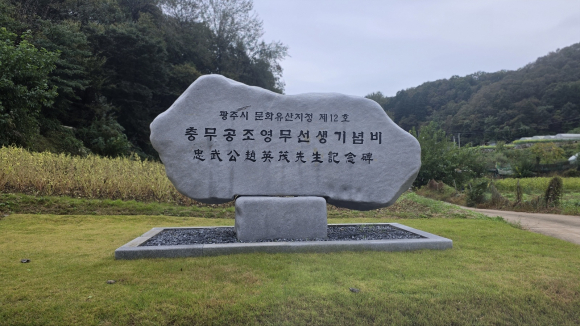 광주시 문화유산지정 제12호
충무공조영무선생기념비
忠武公趙英茂先生記念碑